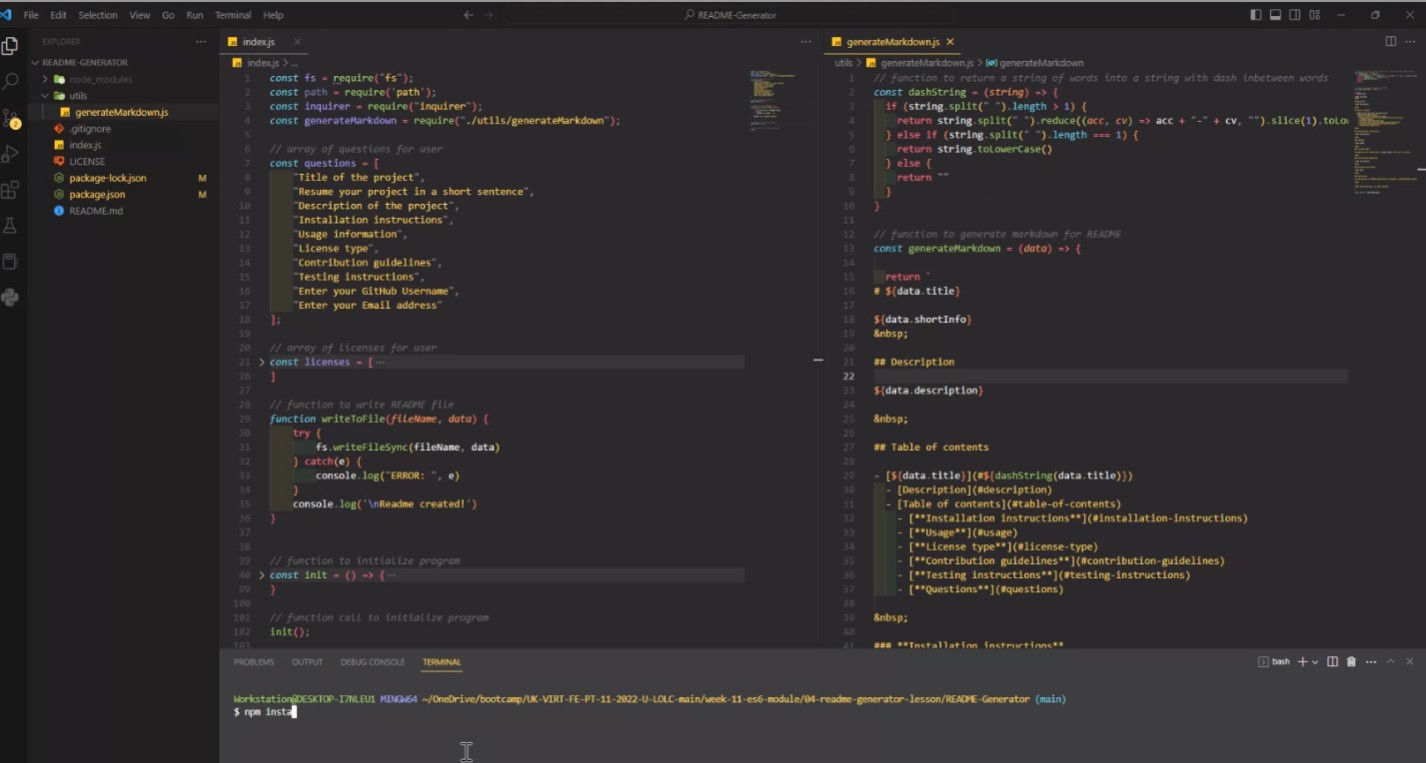 File Edit Selection View Go Run Terminal Help
README-Generator
EXPLORER
README-GENERATOR
node_modules
utils
generateMarkdown.js
.gitignore
index.js
LICENSE
package-lock.json M
package.json M
README.md
2
index.js
index.js > ...
1 const fs = require("fs");
2 const path = require('path');
3 const inquirer = require("inquirer");
4 const generateMarkdown = require("./utils/generateMarkdown");
5
6 // array of questions for user
7 const questions = [
8 "Title of the project",
9 "Resume your project in a short sentence",
10 "Description of the project",
11 "Installation instructions",
12 "Usage information",
13 "License type",
14 "Contribution guidelines",
15 "Testing instructions",
16 "Enter your GitHub Username",
17 "Enter your Email address"
18 ];
19
20 // array of licenses for user
21 const licenses = [ ...
26 ]
27
28 // function to write README file
29 function writeToFile(fileName, data) {
30 try {
31 fs.writeFileSync(fileName, data)
32 } catch(e) {
33 console.log("ERROR: ", e)
34 }
35 console.log('\nReadme created!')
36 }
37
38
39 // function to initialize program
40 const init = () => { ...
99 }
100
101 // function call to initialize program
102 init();
103
generateMarkdown.js
utils > generateMarkdown.js > generateMarkdown
1 // function to return a string of words into a string with dash inbetween words
2 const dashString = (string) => {
3 if (string.split(" ").length > 1) {
4 return string.split(" ").reduce((acc, cv) => acc + "-" + cv, "").slice(1).toLo
5 } else if (string.split(" ").length === 1) {
6 return string.toLowerCase()
7 } else {
8 return ""
9 }
10 }
11
12 // function to generate markdown for README
13 const generateMarkdown = (data) => {
14
15 return `
16 # ${data.title}
17
18 ${data.shortInfo}
19 &nbsp;
20
21 ## Description
22
23 ${data.description}
24
25 &nbsp;
26
27 ## Table of contents
28
29 - [${data.title}](#${dashString(data.title)})
30 - [Description](#description)
31 - [Table of contents](#table-of-contents)
32 - [**Installation instructions**](#installation-instructions)
33 - [**Usage**](#usage)
34 - [**License type**](#license-type)
35 - [**Contribution guidelines**](#contribution-guidelines)
36 - [**Testing instructions**](#testing-instructions)
37 - [**Questions**](#questions)
38
39 &nbsp;
40
41 ### **Installation instructions**
PROBLEMS OUTPUT DEBUG CONSOLE TERMINAL
bash
Workstation@DESKTOP-I7NLEU1 MINGW64 ~/OneDrive/bootcamp/UK-VIRT-FE-PT-11-2022-U-LOLC-main/week-11-es6-module/04-readme-generator-lesson/README-Generator (main)
$ npm insta